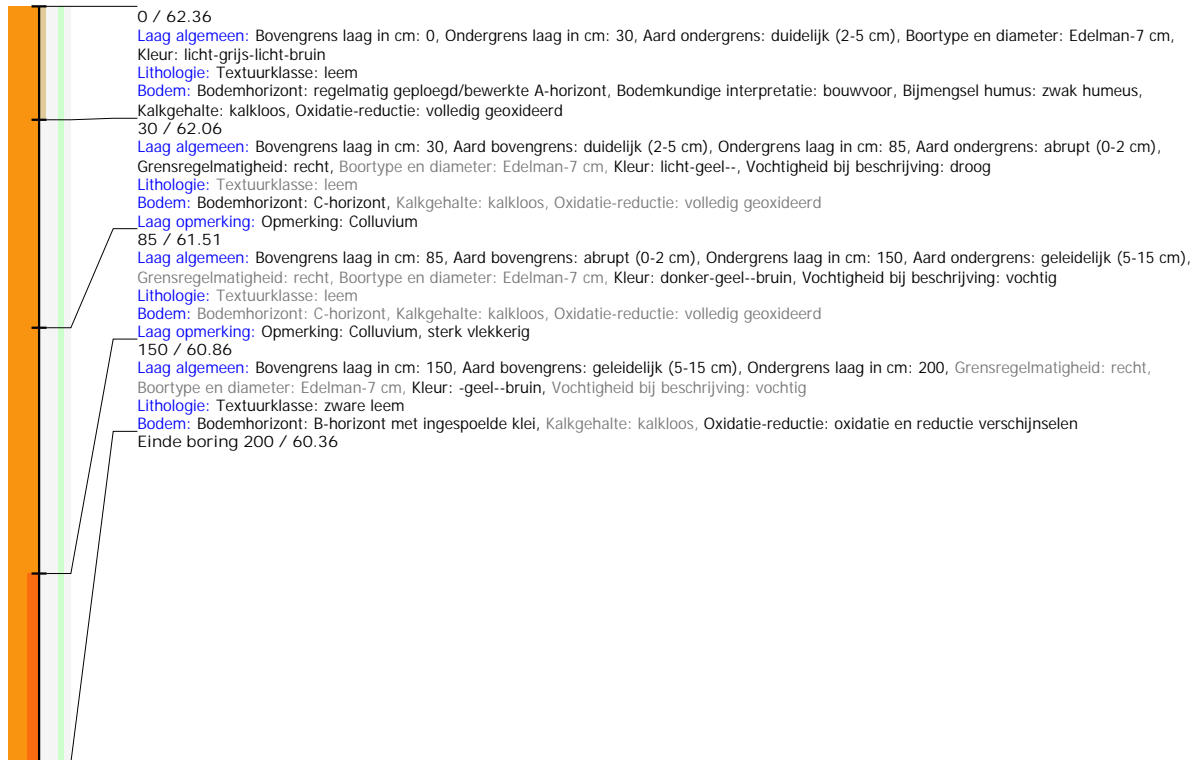 0 / 62.36
Laag algemeen: Bovengrens laag in cm: 0, Ondergrens laag in cm: 30, Aard ondergrens: duidelijk (2-5 cm), Boortype en diameter: Edelman-7 cm,
Kleur: licht-grijs-licht-bruin
Lithologie: Textuurklasse: leem
Bodem: Bodemhorizont: regelmatig geploegd/bewerkte A-horizont, Bodemkundige interpretatie: bouwvoor, Bijmengsel humus: zwak humeus,
Kalkgehalte: kalkloos, Oxidatie-reductie: volledig geoxideerd
30 / 62.06
Laag algemeen: Bovengrens laag in cm: 30, Aard bovengrens: duidelijk (2-5 cm), Ondergrens laag in cm: 85, Aard ondergrens: abrupt (0-2 cm),
Grensregelmatigheid: recht, Boortype en diameter: Edelman-7 cm, Kleur: licht-geel--, Vochtigheid bij beschrijving: droog
Lithologie: Textuurklasse: leem
Bodem: Bodemhorizont: C-horizont, Kalkgehalte: kalkloos, Oxidatie-reductie: volledig geoxideerd
Laag opmerking: Opmerking: Colluvium
85 / 61.51
Laag algemeen: Bovengrens laag in cm: 85, Aard bovengrens: abrupt (0-2 cm), Ondergrens laag in cm: 150, Aard ondergrens: geleidelijk (5-15 cm),
Grensregelmatigheid: recht, Boortype en diameter: Edelman-7 cm, Kleur: donker-geel--bruin, Vochtigheid bij beschrijving: vochtig
Lithologie: Textuurklasse: leem
Bodem: Bodemhorizont: C-horizont, Kalkgehalte: kalkloos, Oxidatie-reductie: volledig geoxideerd
Laag opmerking: Opmerking: Colluvium, sterk vlekkerig
150 / 60.86
Laag algemeen: Bovengrens laag in cm: 150, Aard bovengrens: geleidelijk (5-15 cm), Ondergrens laag in cm: 200, Grensregelmatigheid: recht,
Boortype en diameter: Edelman-7 cm, Kleur: -geel--bruin, Vochtigheid bij beschrijving: vochtig
Lithologie: Textuurklasse: zware leem
Bodem: Bodemhorizont: B-horizont met ingespoelde klei, Kalkgehalte: kalkloos, Oxidatie-reductie: oxidatie en reductie verschijnselen
Einde boring 200 / 60.36